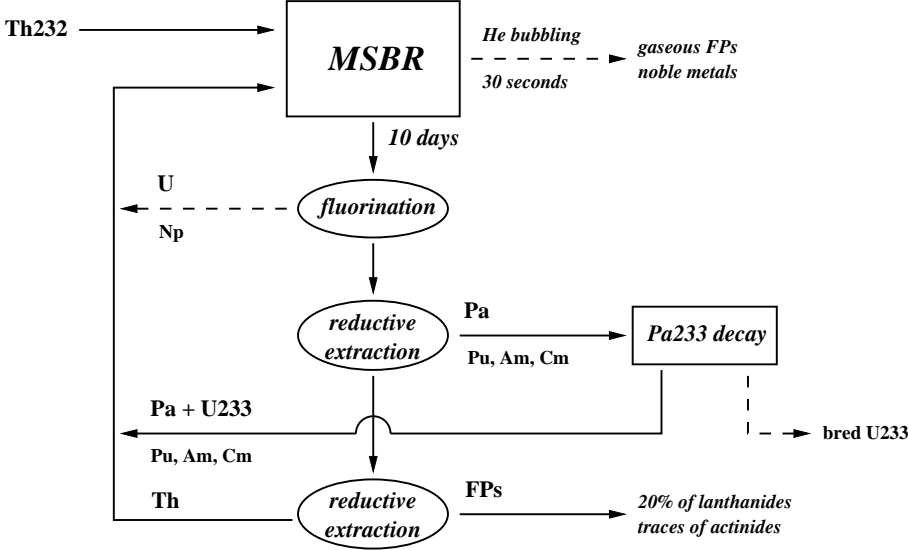 Th232
MSBR
He bubbling
30 seconds
gaseous FPs
noble metals
10 days
U
Np
fluorination
reductive
extraction
Pa
Pu, Am, Cm
Pa233 decay
Pa + U233
Pu, Am, Cm
bred U233
Th
reductive
extraction
FPs
20% of lanthanides
traces of actinides